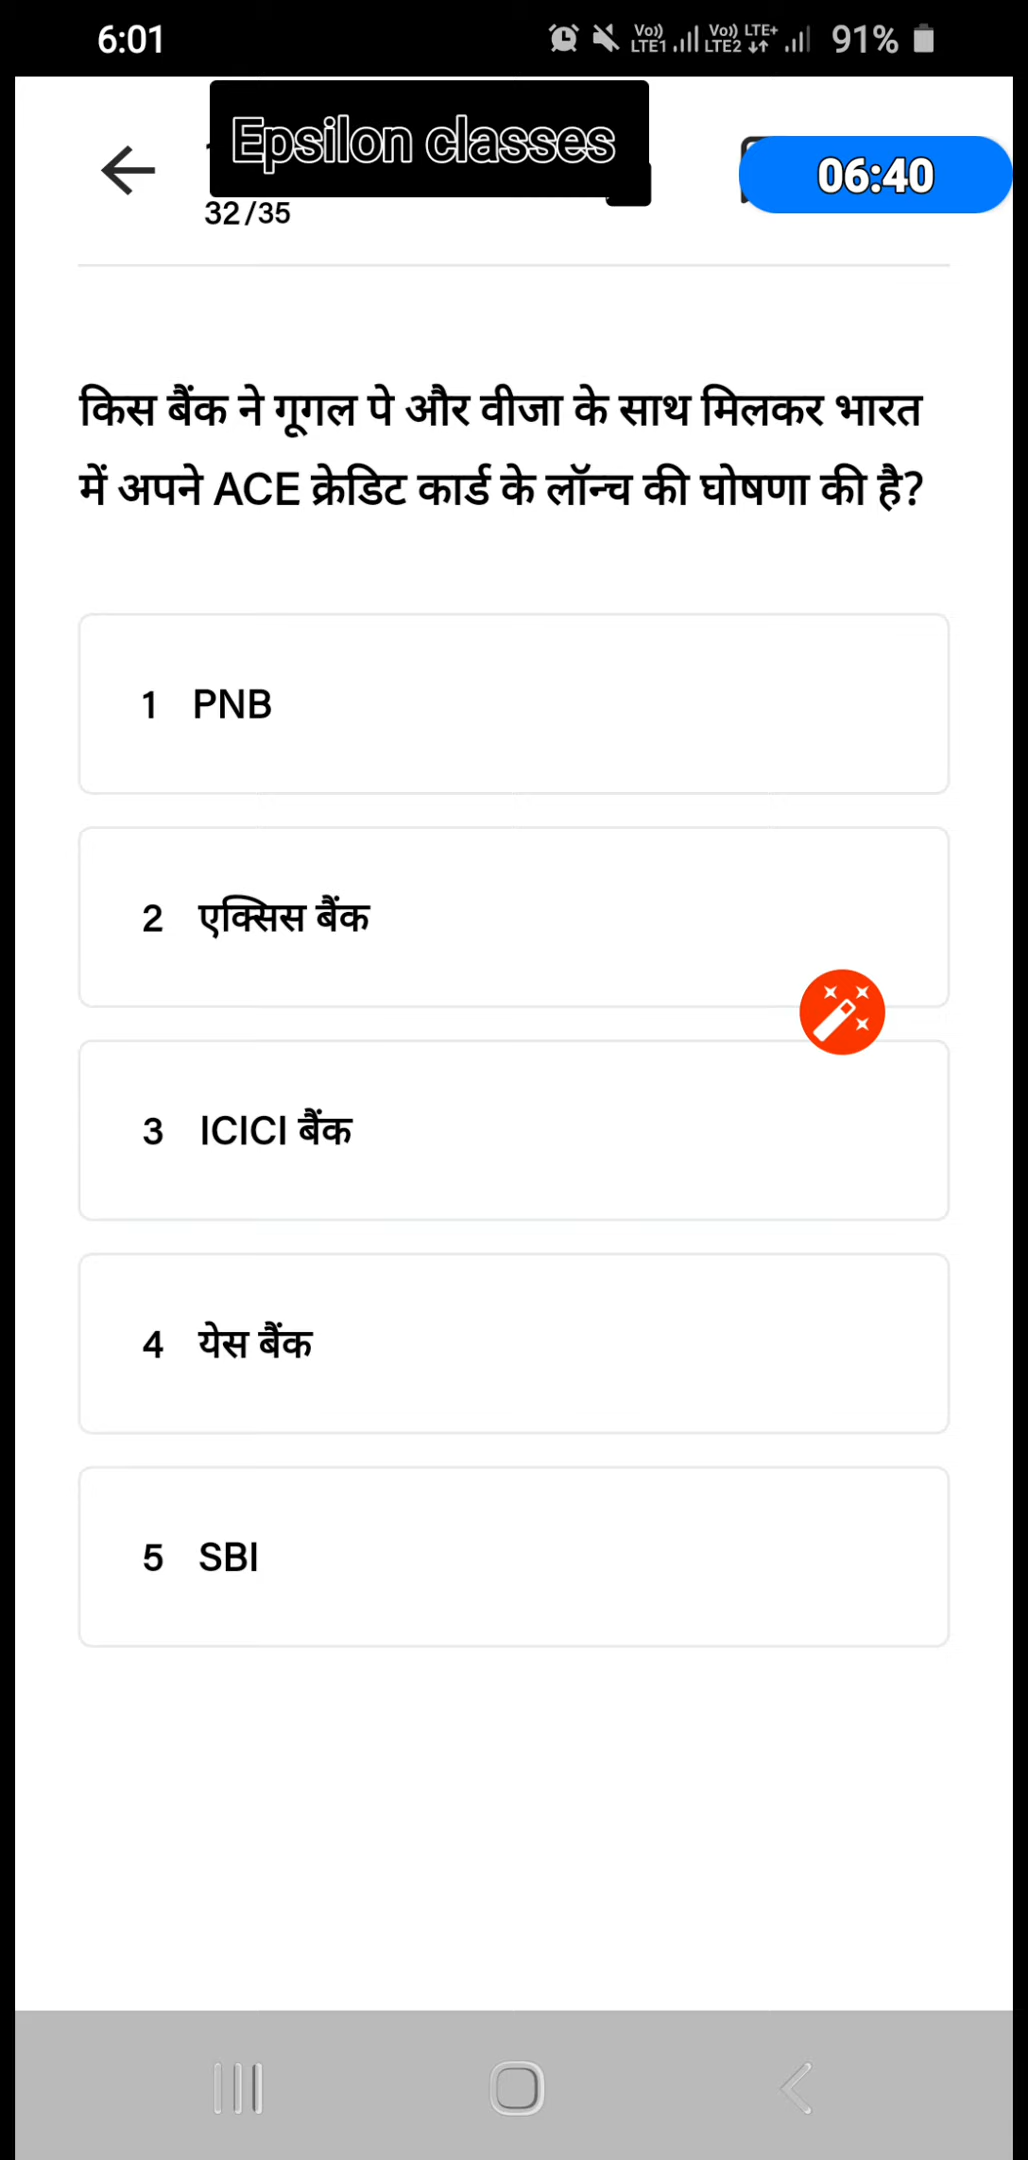 6:01
Vo)) LTE1 Vo)) LTE+ LTE2 91%
Epsilon classes
06:40
32/35
किस बैंक ने गूगल पे और वीजा के साथ मिलकर भारत
में अपने ACE क्रेडिट कार्ड के लॉन्च की घोषणा की है?
1 PNB
2 एक्सिस बैंक
3 ICICI बैंक
4 येस बैंक
5 SBI